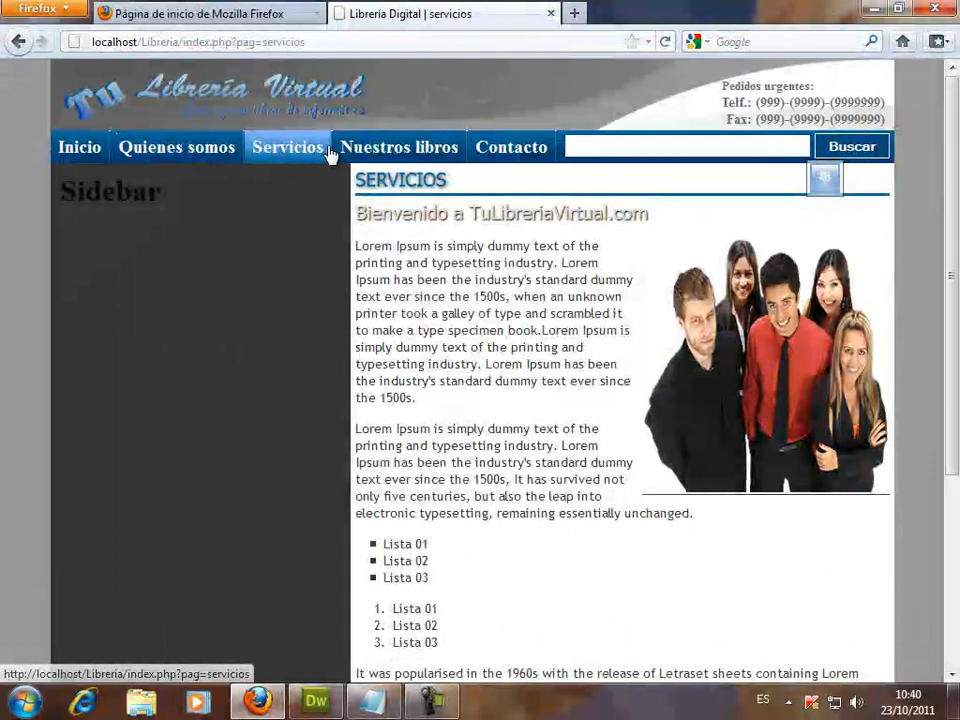 Firefox
Página de inicio de Mozilla Firefox
Librería Digital | servicios
localhost/Libreria/index.php?pag=servicios
Google
Tu Librería Virtual
Pedidos urgentes:
Telf.: (999)-(9999)-(9999999)
Fax: (999)-(9999)-(9999999)
Inicio
Quienes somos
Servicios
Nuestros libros
Contacto
Buscar
Sidebar
SERVICIOS
Bienvenido a TuLibreriaVirtual.com
Lorem Ipsum is simply dummy text of the
printing and typesetting industry. Lorem
Ipsum has been the industry's standard dummy
text ever since the 1500s, when an unknown
printer took a galley of type and scrambled it
to make a type specimen book.Lorem Ipsum is
simply dummy text of the printing and
typesetting industry. Lorem Ipsum has been
the industry's standard dummy text ever since
the 1500s.
Lorem Ipsum is simply dummy text of the
printing and typesetting industry. Lorem
Ipsum has been the industry's standard dummy
text ever since the 1500s, It has survived not
only five centuries, but also the leap into
electronic typesetting, remaining essentially unchanged.
Lista 01
Lista 02
Lista 03
1. Lista 01
2. Lista 02
3. Lista 03
It was popularised in the 1960s with the release of Letraset sheets containing Lorem
http://localhost/Libreria/index.php?pag=servicios
Dw
ES
10:40
23/10/2011